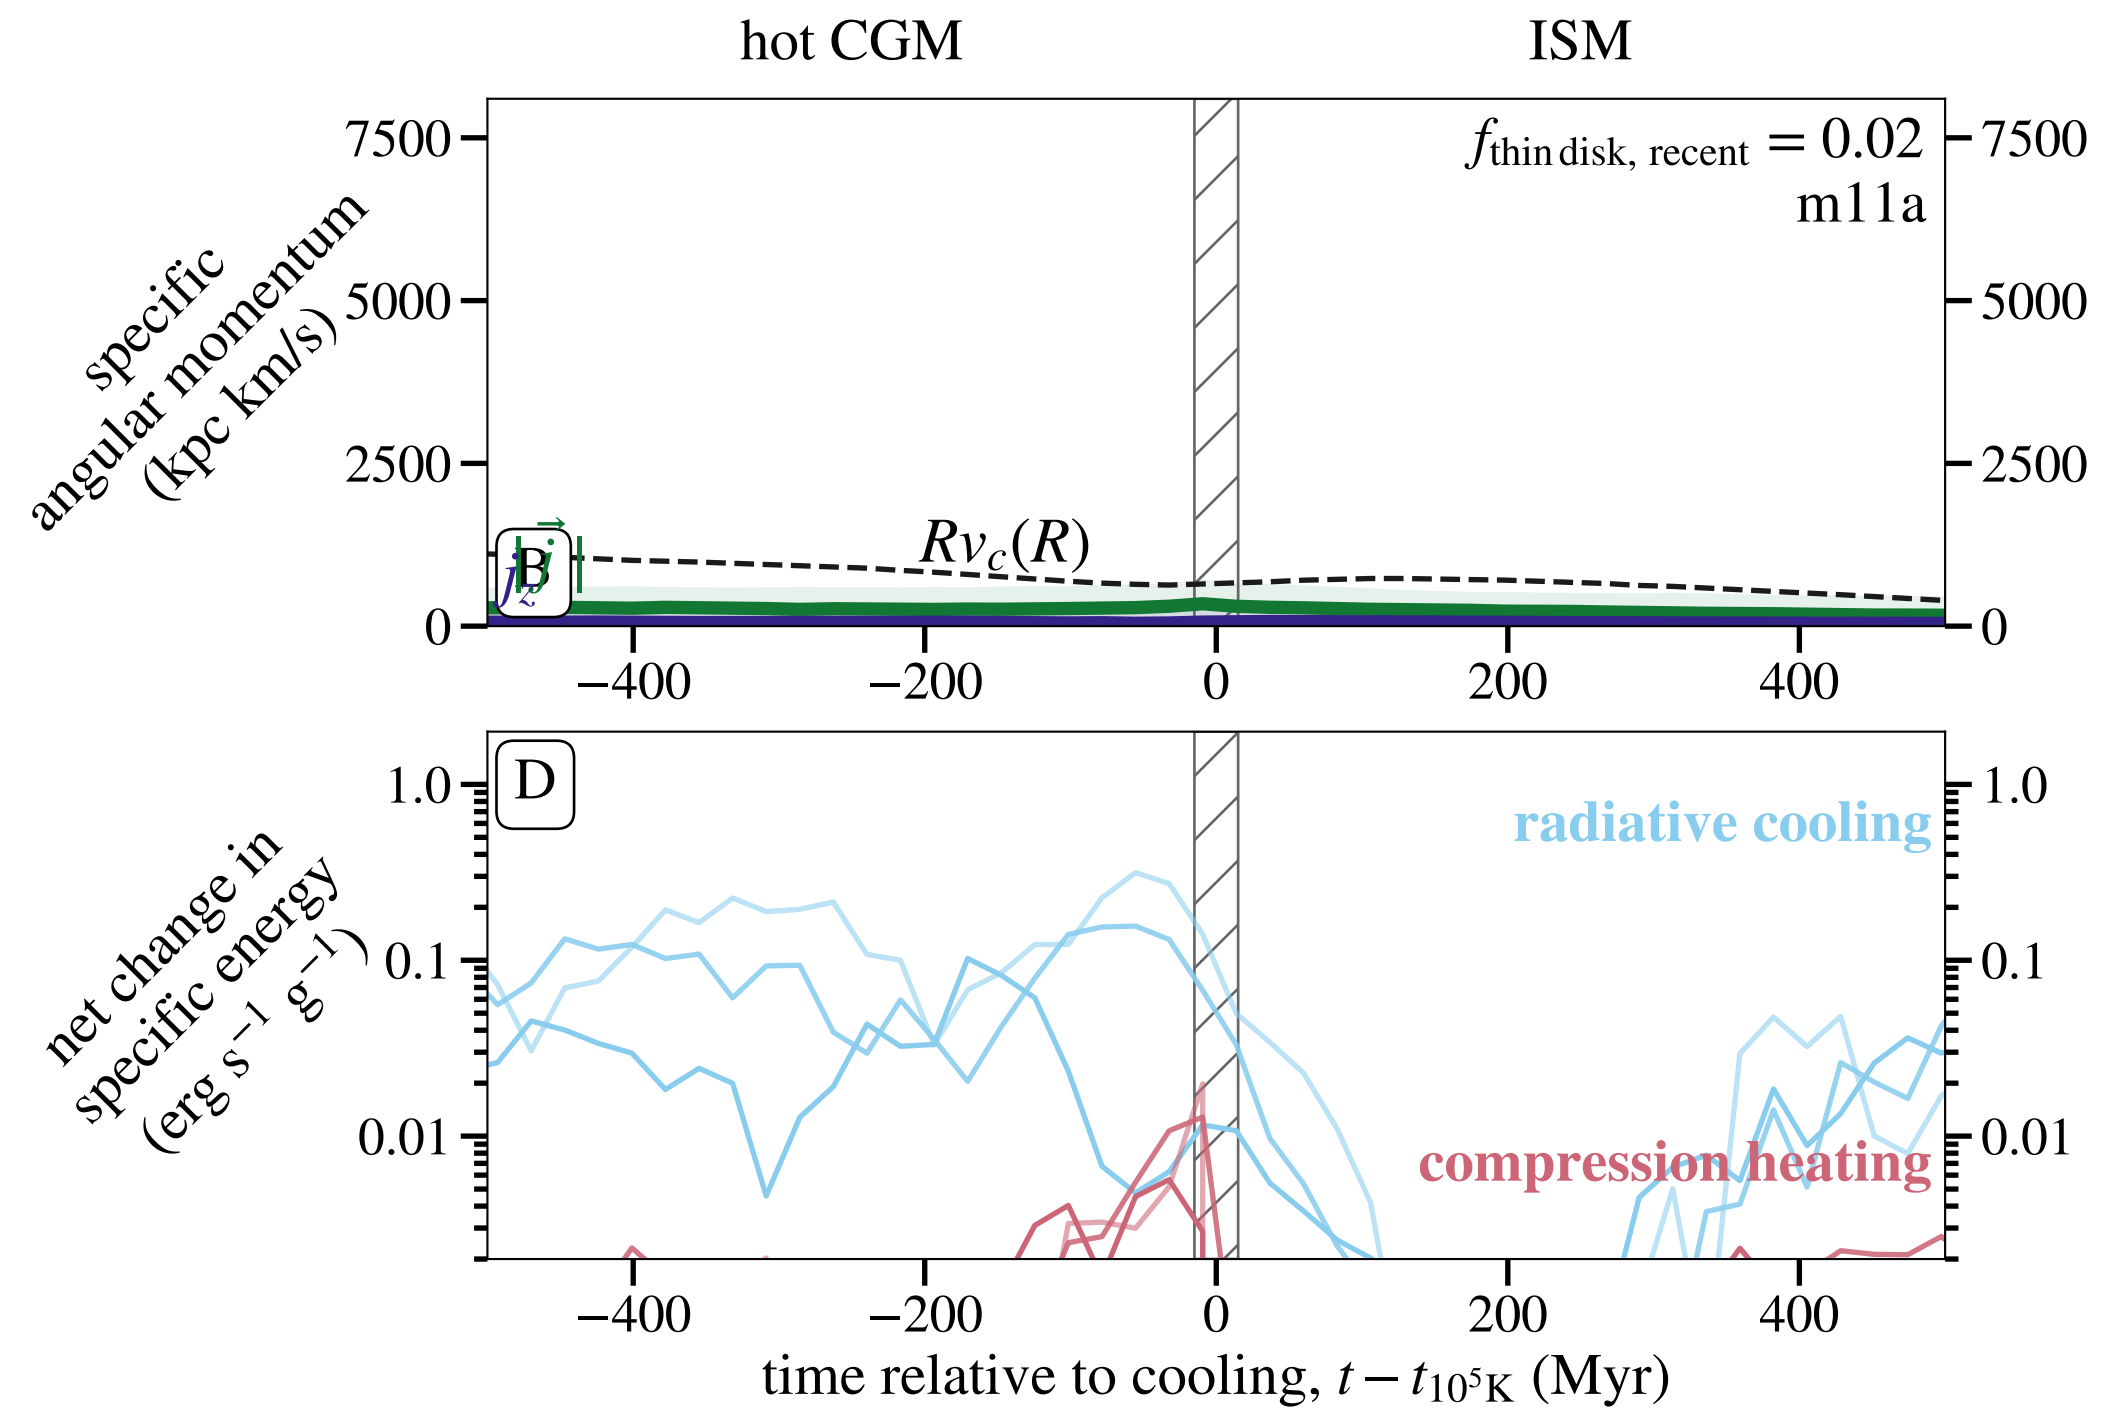 hot CGM
ISM
specific
angular momentum
(kpc km/s)
7500
5000
2500
0
7500
5000
2500
0
f_thin disk, recent = 0.02
m11a
Rv_c(R)
B
|j⃗|
j_z
−400 −200 0 200 400
D
net change in
specific energy
(erg s⁻¹ g⁻¹)
1.0
0.1
0.01
1.0
0.1
0.01
radiative cooling
compression heating
−400 −200 0 200 400
time relative to cooling, t − t_10⁵K (Myr)